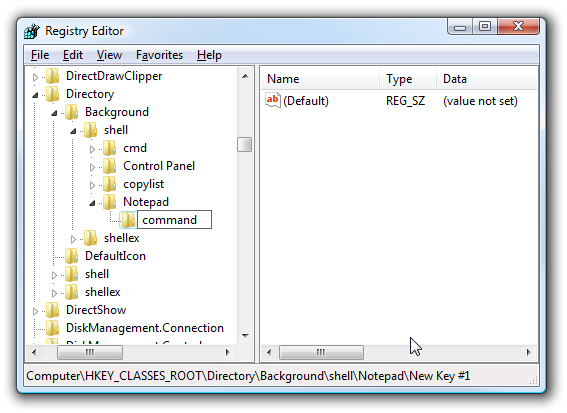 Registry Editor
File Edit View Favorites Help
DirectDrawClipper
Directory
Background
shell
cmd
Control Panel
copylist
Notepad
command
shellex
DefaultIcon
shell
shellex
DirectShow
DiskManagement.Connection
Name Type Data
ab (Default) REG_SZ (value not set)
Computer\HKEY_CLASSES_ROOT\Directory\Background\shell\Notepad\New Key #1